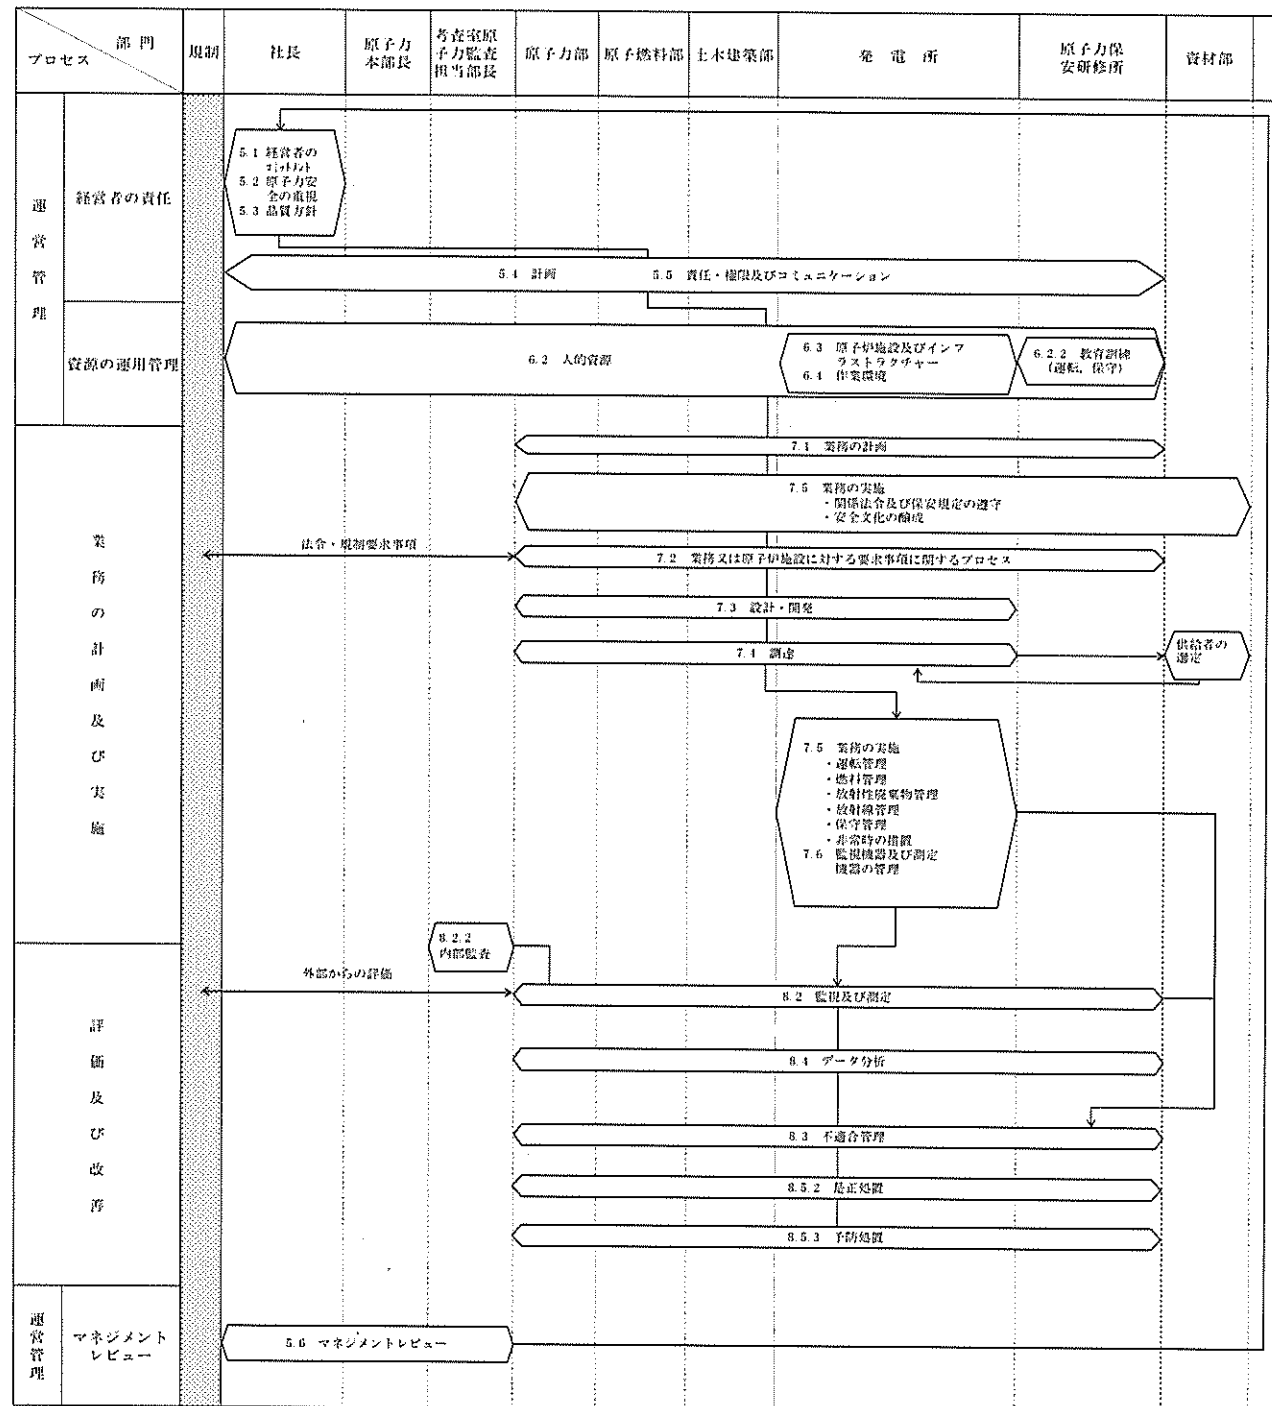 部門
プロセス
規制
社長
原子力
本部長
考査室原
子力監査
担当部長
原子力部
原子燃料部
土木建築部
発電所
原子力保
安研修所
資材部
運営管理
経営者の責任
5.1 経営者の
コミットメント
5.2 原子力安
全の重視
5.3 品質方針
5.4 計画
5.5 責任・権限及びコミュニケーション
資源の運用管理
6.2 人的資源
6.3 原子炉施設及びインフ
ラストラクチャー
6.4 作業環境
6.2.2 教育訓練
(運転、保守)
業務の計画及び実施
7.1 業務の計画
7.5 業務の実施
・関係法令及び保安規定の遵守
・安全文化の醸成
法令・規制要求事項
7.2 業務又は原子炉施設に対する要求事項に関するプロセス
7.3 設計・開発
7.4 調達
供給者の
選定
7.5 業務の実施
・運転管理
・燃料管理
・放射性廃棄物管理
・放射線管理
・保守管理
・非常時の措置
7.6 監視機器及び測定
機器の管理
評価及び改善
8.2.2
内部監査
外部からの評価
8.2 監視及び測定
8.4 データ分析
8.3 不適合管理
8.5.2 是正処置
8.5.3 予防処置
運営管理
マネジメント
レビュー
5.6 マネジメントレビュー